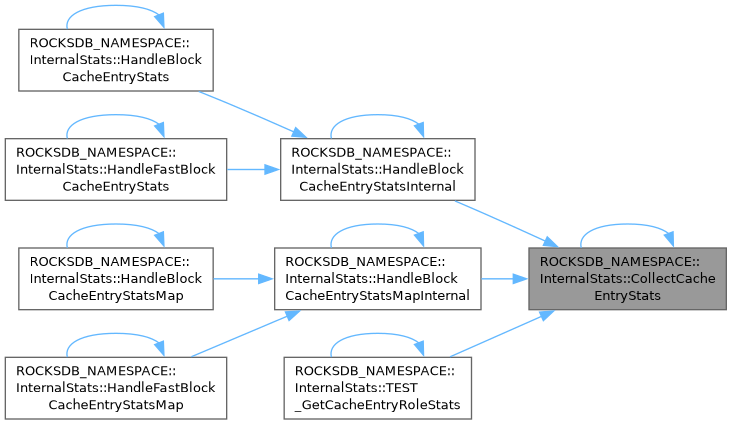 ROCKSDB_NAMESPACE::
InternalStats::HandleBlock
CacheEntryStats
ROCKSDB_NAMESPACE::
InternalStats::HandleFastBlock
CacheEntryStats
ROCKSDB_NAMESPACE::
InternalStats::HandleBlock
CacheEntryStatsInternal
ROCKSDB_NAMESPACE::
InternalStats::HandleBlock
CacheEntryStatsMap
ROCKSDB_NAMESPACE::
InternalStats::HandleBlock
CacheEntryStatsMapInternal
ROCKSDB_NAMESPACE::
InternalStats::CollectCache
EntryStats
ROCKSDB_NAMESPACE::
InternalStats::HandleFastBlock
CacheEntryStatsMap
ROCKSDB_NAMESPACE::
InternalStats::TEST
_GetCacheEntryRoleStats